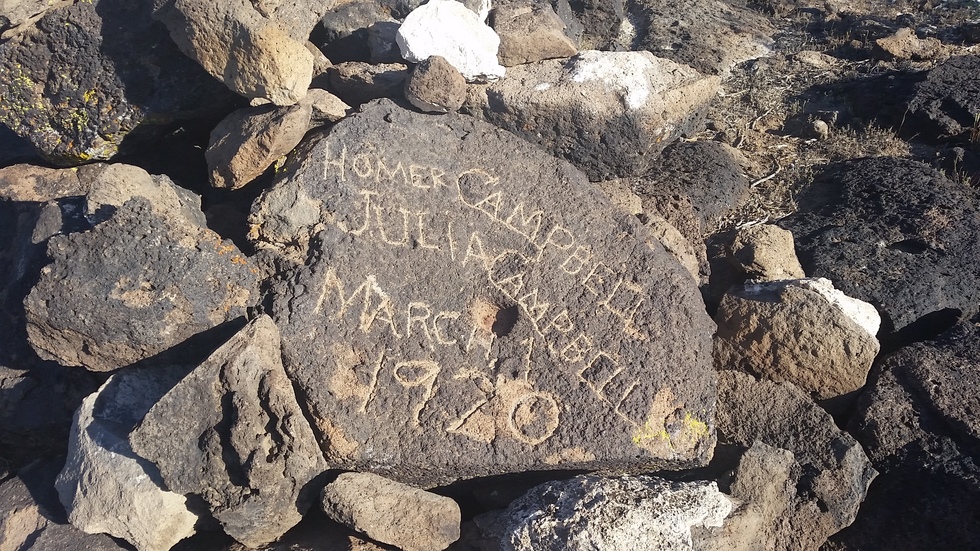 HOMER CAMPBELL
JULIA CAMPBELL
MARCH 1
1920